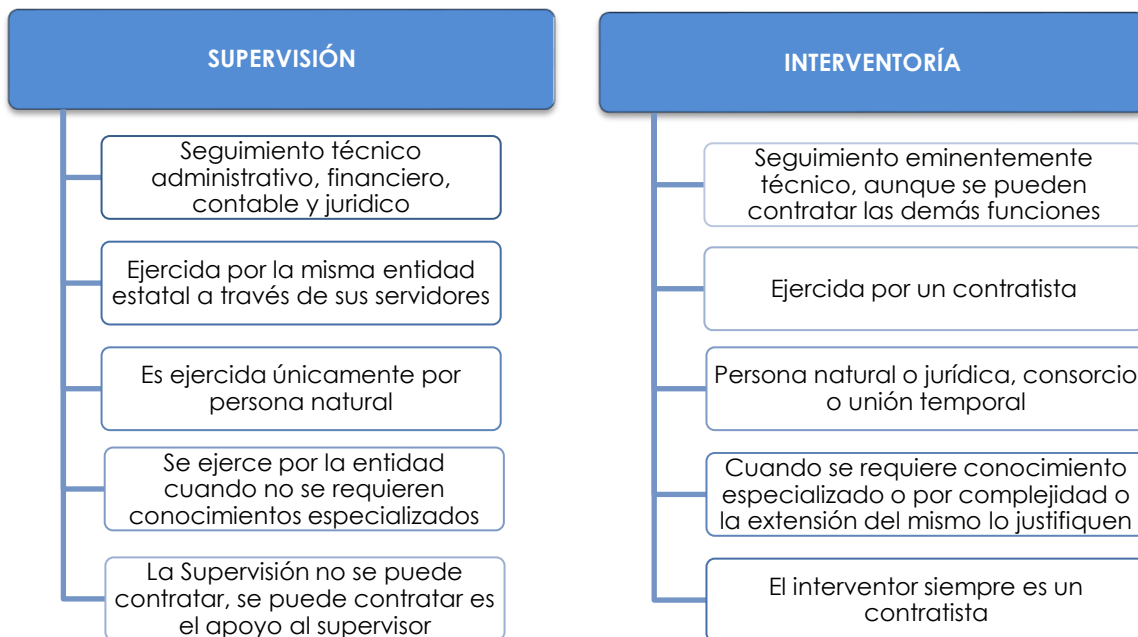 SUPERVISIÓN
Seguimiento técnico
administrativo, financiero,
contable y juridico
Ejercida por la misma entidad
estatal a través de sus servidores
Es ejercida únicamente por
persona natural
Se ejerce por la entidad
cuando no se requieren
conocimientos especializados
La Supervisión no se puede
contratar, se puede contratar es
el apoyo al supervisor
INTERVENTORÍA
Seguimiento eminentemente
técnico, aunque se pueden
contratar las demás funciones
Ejercida por un contratista
Persona natural o jurídica, consorcio
o unión temporal
Cuando se requiere conocimiento
especializado o por complejidad o
la extensión del mismo lo justifiquen
El interventor siempre es un
contratista